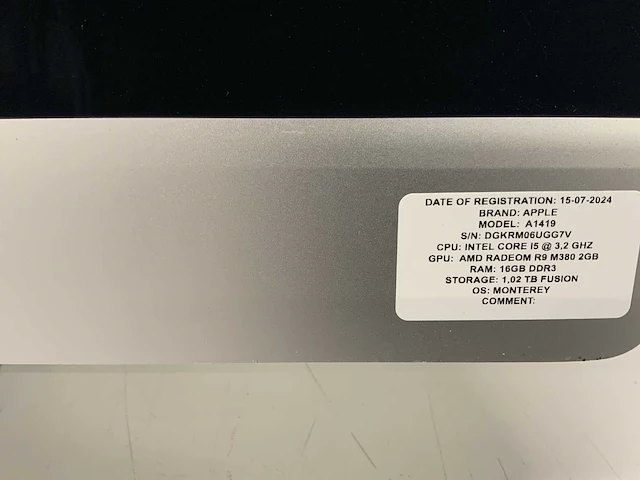 DATE OF REGISTRATION: 15-07-2024
BRAND: APPLE
MODEL: A1419
S/N: DGKRM06UGG7V
CPU: INTEL CORE I5 @ 3,2 GHZ
GPU: AMD RADEOM R9 M380 2GB
RAM: 16GB DDR3
STORAGE: 1,02 TB FUSION
OS: MONTEREY
COMMENT: